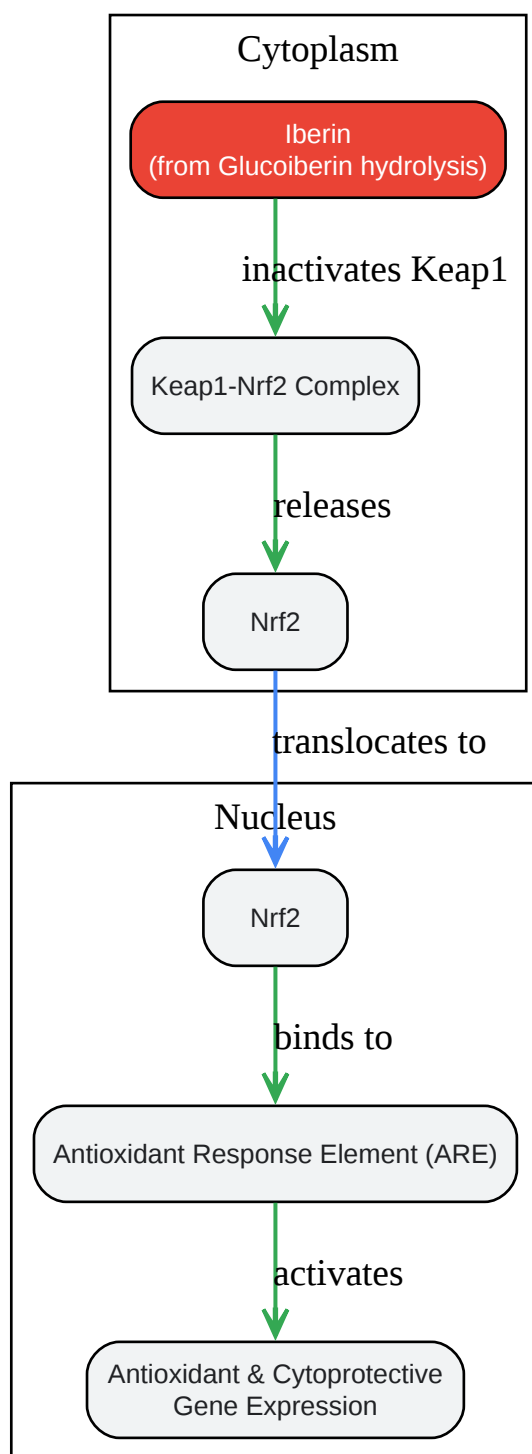 Cytoplasm
Iberin
(from Glucoiberin hydrolysis)
inactivates Keap1
Keap1-Nrf2 Complex
releases
Nrf2
translocates to
Nucleus
Nrf2
binds to
Antioxidant Response Element (ARE)
activates
Antioxidant & Cytoprotective
Gene Expression